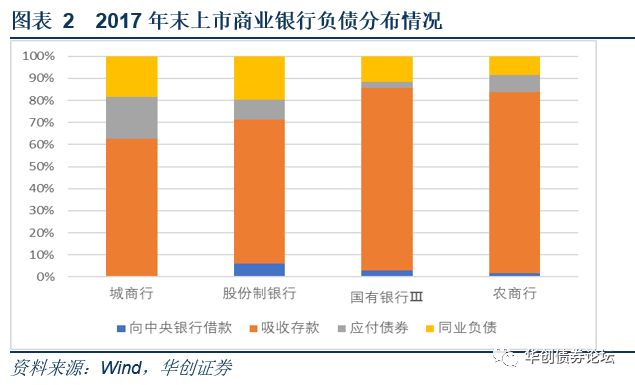 图表 2 2017 年末上市商业银行负债分布情况
100%
90%
80%
70%
60%
50%
40%
30%
20%
10%
0%
城商行 股份制银行 国有银行Ⅲ 农商行
向中央银行借款 吸收存款 应付债券 同业负债
资料来源：Wind，华创证券
华创债券论坛